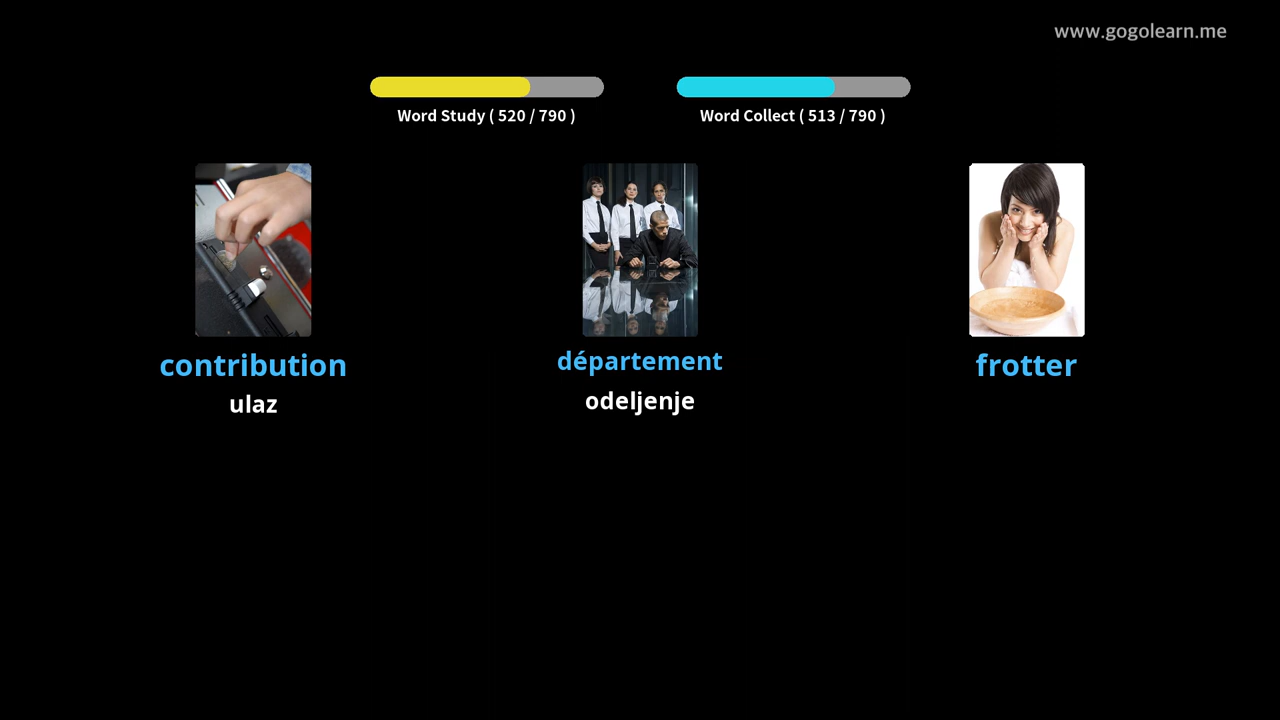 www.gogolearn.me
Word Study ( 520 / 790 )
Word Collect ( 513 / 790 )
contribution
ulaz
département
odeljenje
frotter